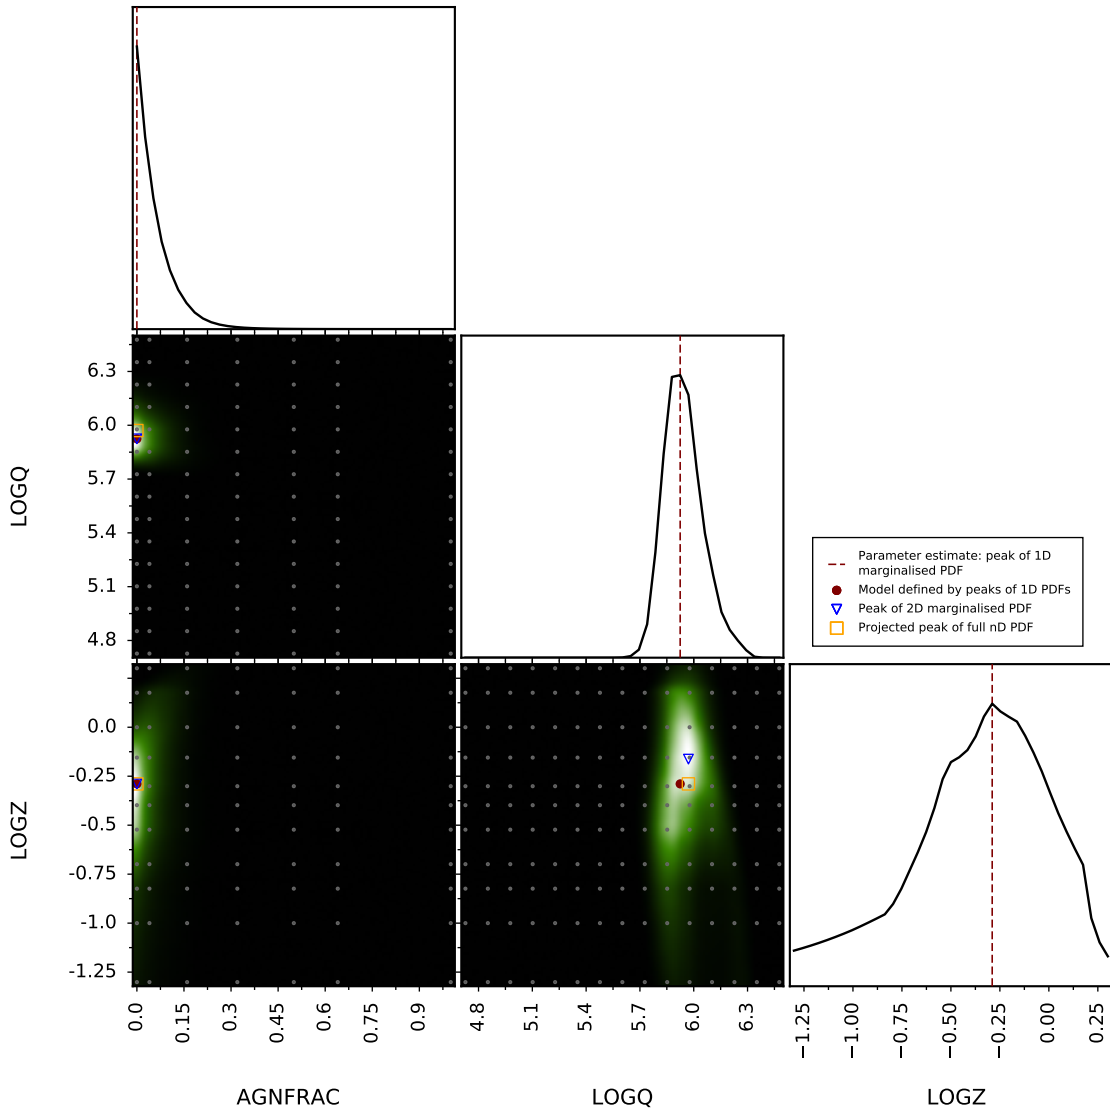 6.3
6.0
5.7
5.4
5.1
4.8
LOGQ
Parameter estimate: peak of 1D
marginalised PDF
Model defined by peaks of 1D PDFs
Peak of 2D marginalised PDF
Projected peak of full nD PDF
0.0
-0.25
-0.5
-0.75
-1.0
-1.25
LOGZ
0.0 0.15 0.3 0.45 0.6 0.75 0.9
4.8 5.1 5.4 5.7 6.0 6.3
−1.25 −1.00 −0.75 −0.50 −0.25 0.00 0.25
AGNFRAC LOGQ LOGZ